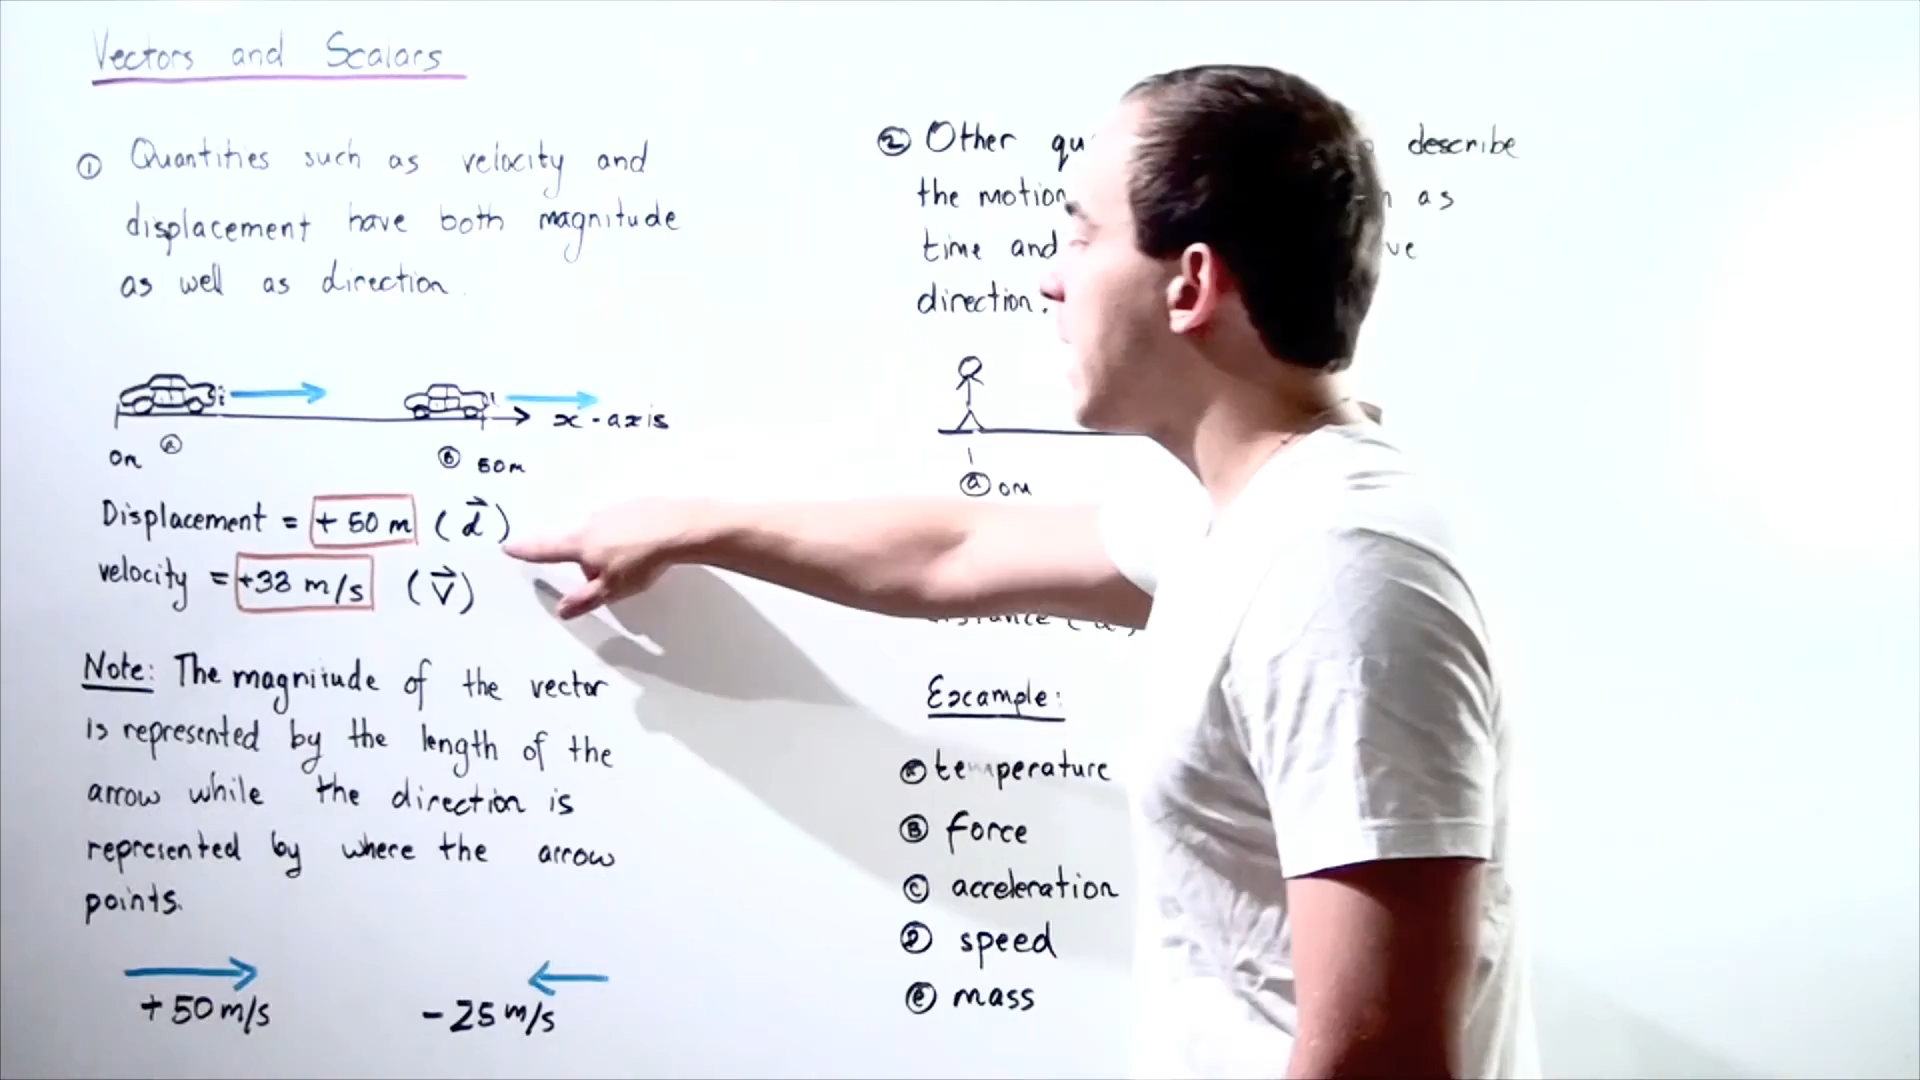 Vectors and Scalars
① Quantities such as velocity and
displacement have both magnitude
as well as direction.
x-axis
0m Ⓐ Ⓑ 50m
Displacement = +50 m (d⃗)
velocity = +33 m/s (V⃗)
Note: The magnitude of the vector
is represented by the length of the
arrow while the direction is
represented by where the arrow
points.
+50 m/s -25 m/s
② Other describe
the motion as
time and
direction.
ⓐ 0m
Example:
temperature
Ⓑ force
Ⓒ acceleration
Ⓓ speed
ⓔ mass